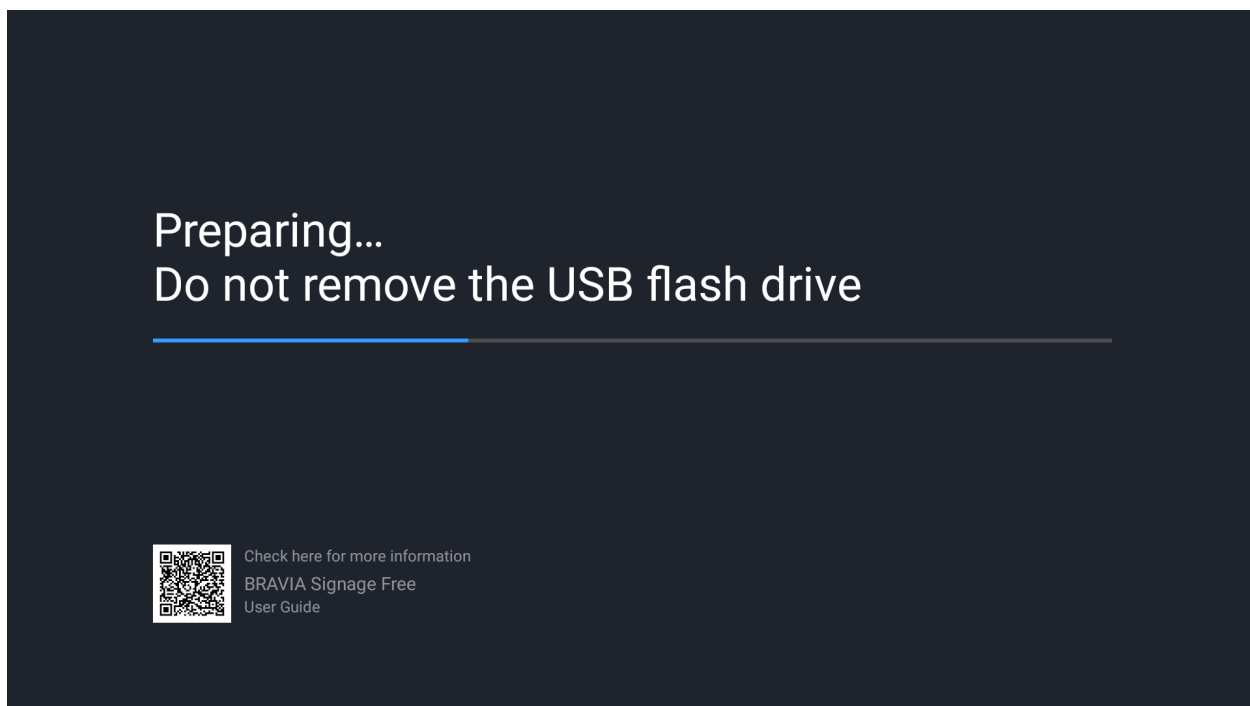 Preparing...
Do not remove the USB flash drive
Check here for more information
BRAVIA Signage Free
User Guide